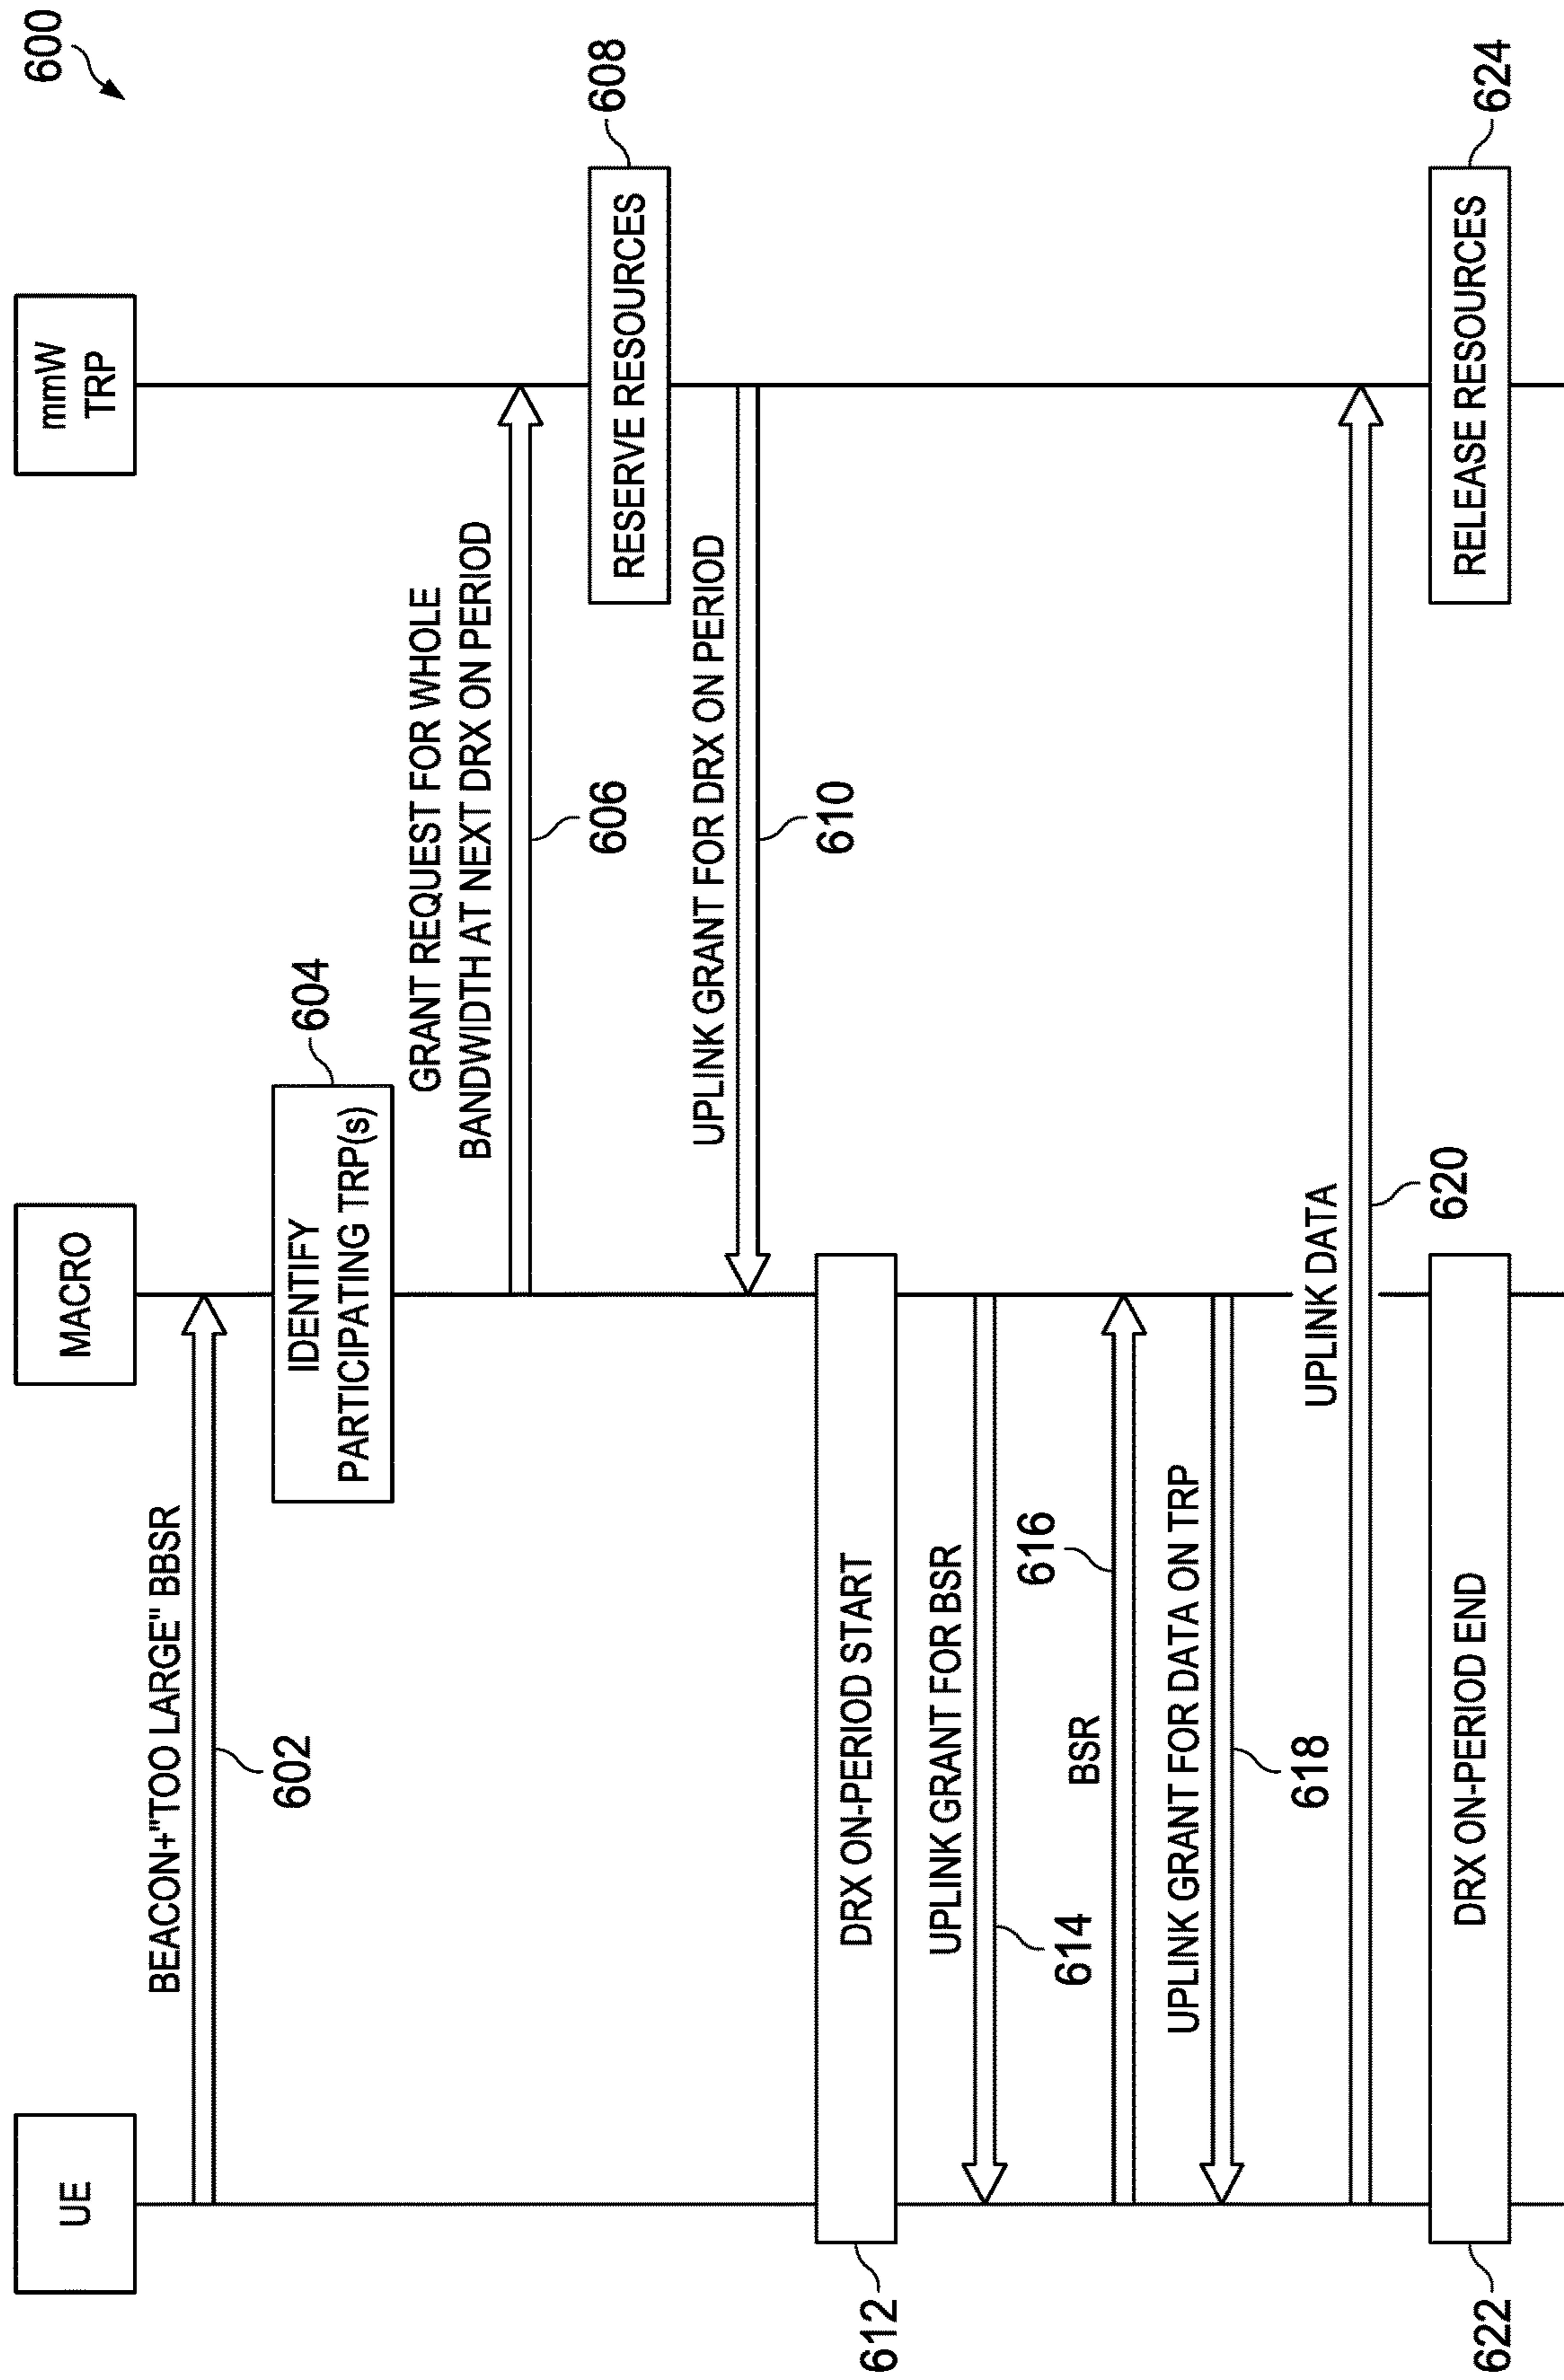 600
UE
MACRO
mmW
TRP
BEACON+"TOO LARGE" BBSR
602
IDENTIFY
PARTICIPATING TRP(s)
604
GRANT REQUEST FOR WHOLE
BANDWIDTH AT NEXT DRX ON PERIOD
606
RESERVE RESOURCES
608
UPLINK GRANT FOR DRX ON PERIOD
610
DRX ON-PERIOD START
612
UPLINK GRANT FOR BSR
614
616
BSR
UPLINK GRANT FOR DATA ON TRP
618
UPLINK DATA
620
DRX ON-PERIOD END
622
RELEASE RESOURCES
624